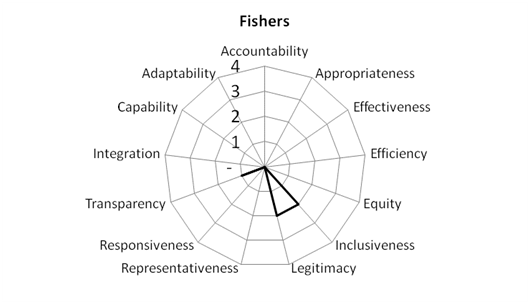 Fishers
Accountability
4
Adaptability
Appropriateness
3
Capability
Effectiveness
2
1
Integration
Efficiency
-
Transparency
Equity
Responsiveness
Inclusiveness
Representativeness
Legitimacy